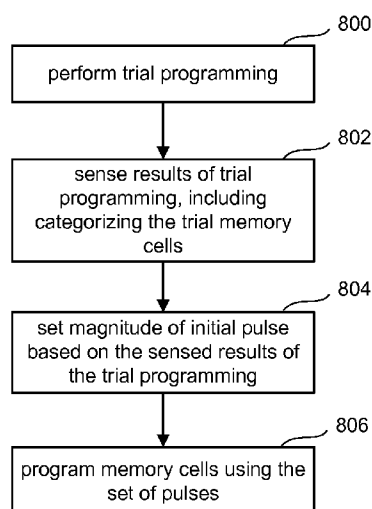 800
perform trial programming
802
sense results of trial
programming, including
categorizing the trial memory
cells
804
set magnitude of initial pulse
based on the sensed results of
the trial programming
806
program memory cells using the
set of pulses